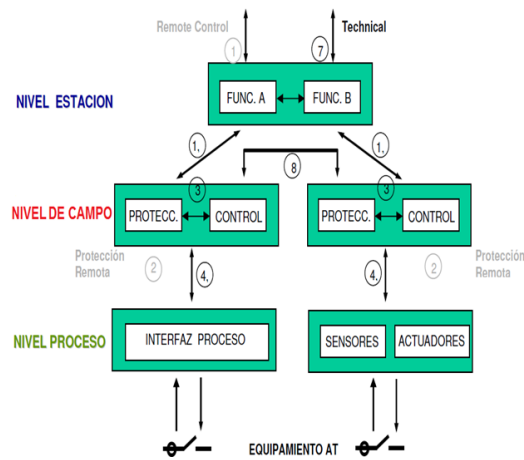 Remote Control
Technical
1
7
NIVEL ESTACION
FUNC. A
FUNC. B
1,
1,
8
3
3
NIVEL DE CAMPO
PROTECC.
CONTROL
PROTECC.
CONTROL
Protección
Remota
2
4,
4,
2
Protección
Remota
NIVEL PROCESO
INTERFAZ PROCESO
SENSORES
ACTUADORES
EQUIPAMIENTO AT